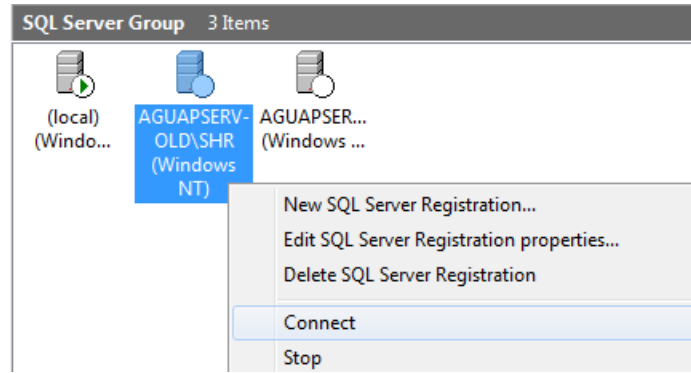 SQL Server Group 3 Items
(local)
(Windo...
AGUAPSERV-
OLD\SHR
(Windows
NT)
AGUAPSER...
(Windows ...
New SQL Server Registration...
Edit SQL Server Registration properties...
Delete SQL Server Registration
Connect
Stop